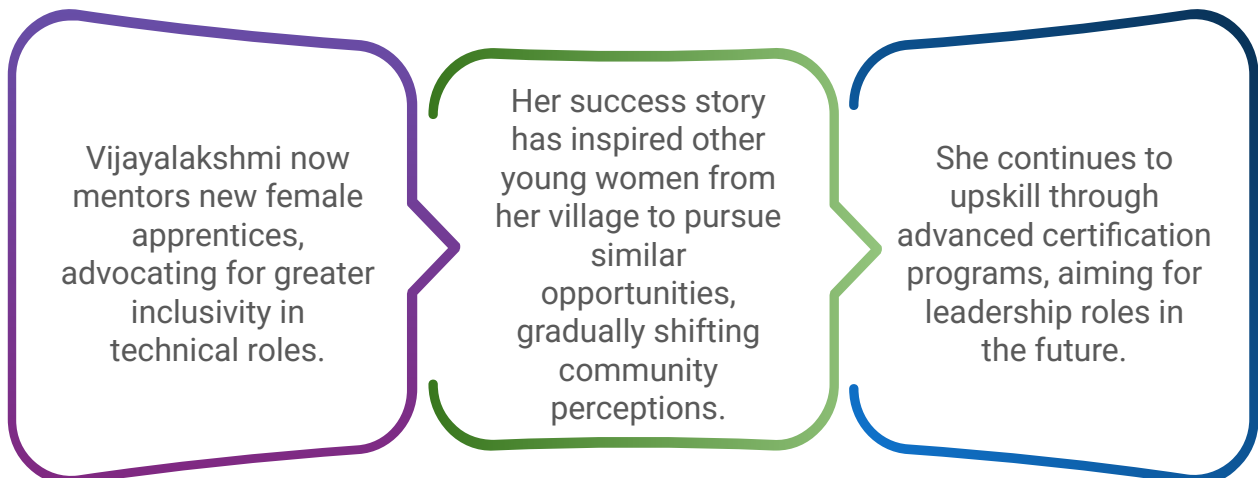 Vijayalakshmi now
mentors new female
apprentices,
advocating for greater
inclusivity in
technical roles.
Her success story
has inspired other
young women from
her village to pursue
similar
opportunities,
gradually shifting
community
perceptions.
She continues to
upskill through
advanced certification
programs, aiming for
leadership roles in
the future.